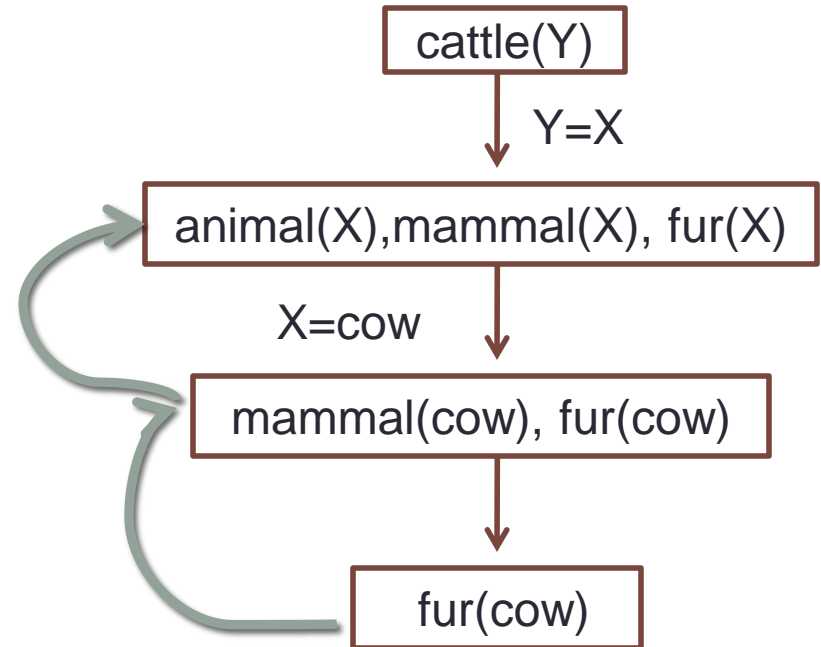 cattle(Y)
Y=X
animal(X),mammal(X), fur(X)
X=cow
mammal(cow), fur(cow)
fur(cow)